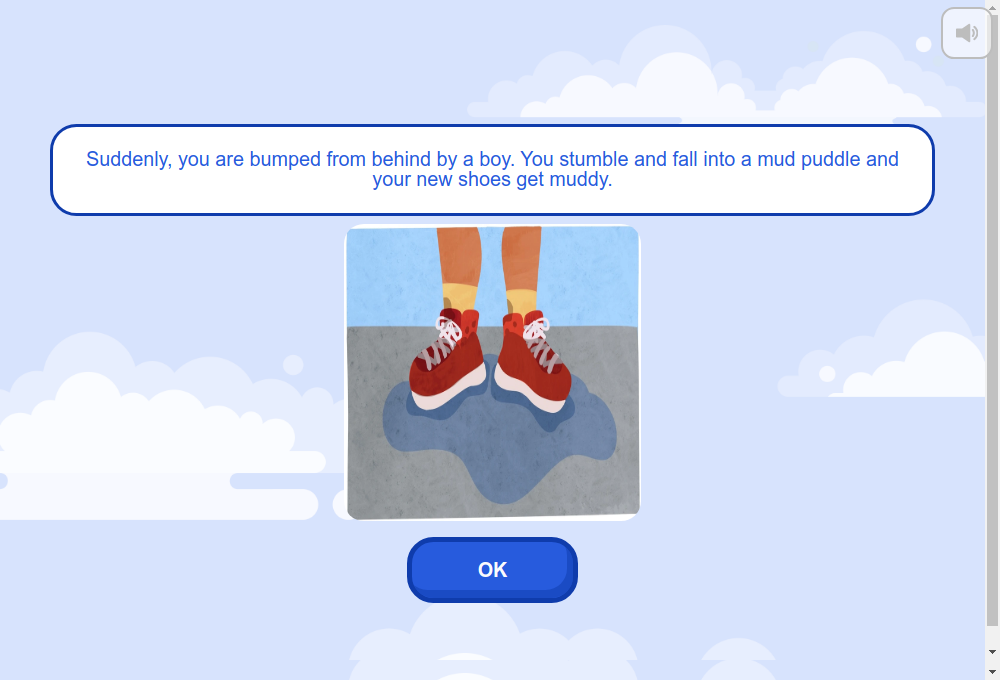 Suddenly, you are bumped from behind by a boy. You stumble and fall into a mud puddle and
your new shoes get muddy.
OK